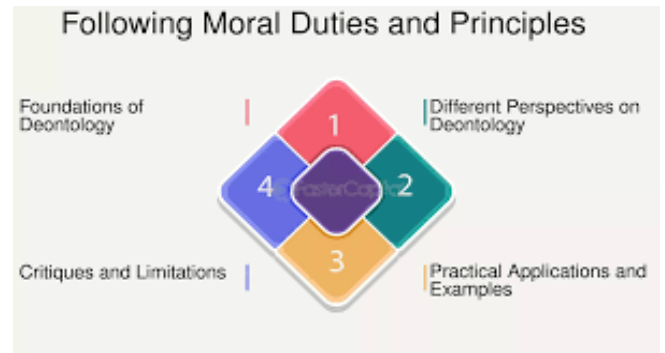 Following Moral Duties and Principles
Foundations of
Deontology
Different Perspectives on
Deontology
1
4
FasterCapital
2
3
Critiques and Limitations
Practical Applications and
Examples